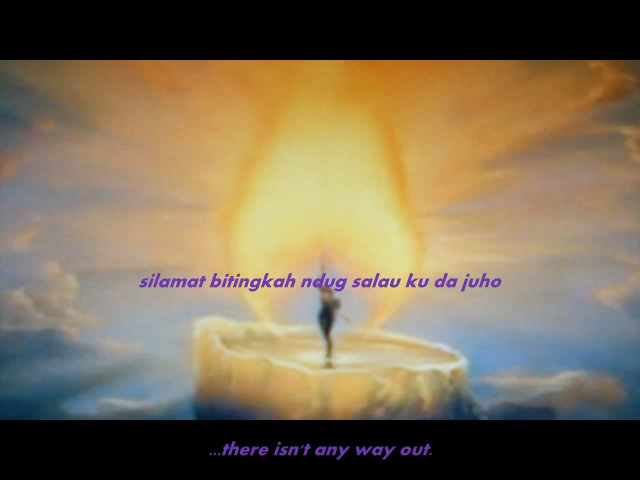 silamat bitingkah ndug salau ku da juho
...there isn't any way out.